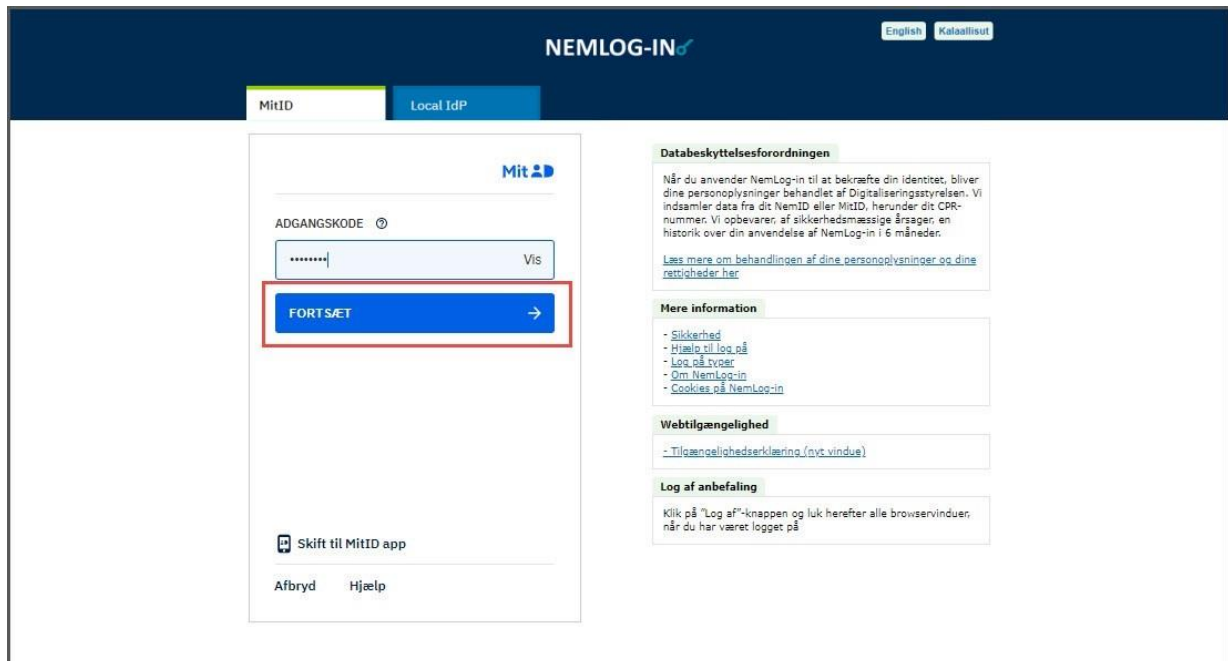 NEMLOG-IN
English Kalaallisut
MitID Local IdP
Mit
ADGANGSKODE
Vis
FORTSÆT
Skift til MitID app
Afbryd Hjælp
Databeskyttelsesforordningen
Når du anvender NemLog-in til at bekræfte din identitet, bliver
dine personoplysninger behandlet af Digitaliseringsstyrelsen. Vi
indsamler data fra dit NemID eller MitID, herunder dit CPR-
nummer. Vi opbevarer, af sikkerhedsmæssige årsager, en
historik over din anvendelse af NemLog-in i 6 måneder.
Læs mere om behandlingen af dine personoplysninger og dine
rettigheder her
Mere information
- Sikkerhed
- Hjælp til log på
- Log på typer
- Om NemLog-in
- Cookies på NemLog-in
Webtilgængelighed
- Tilgængelighedserklæring (nyt vindue)
Log af anbefaling
Klik på "Log af"-knappen og luk herefter alle browservinduer,
når du har været logget på